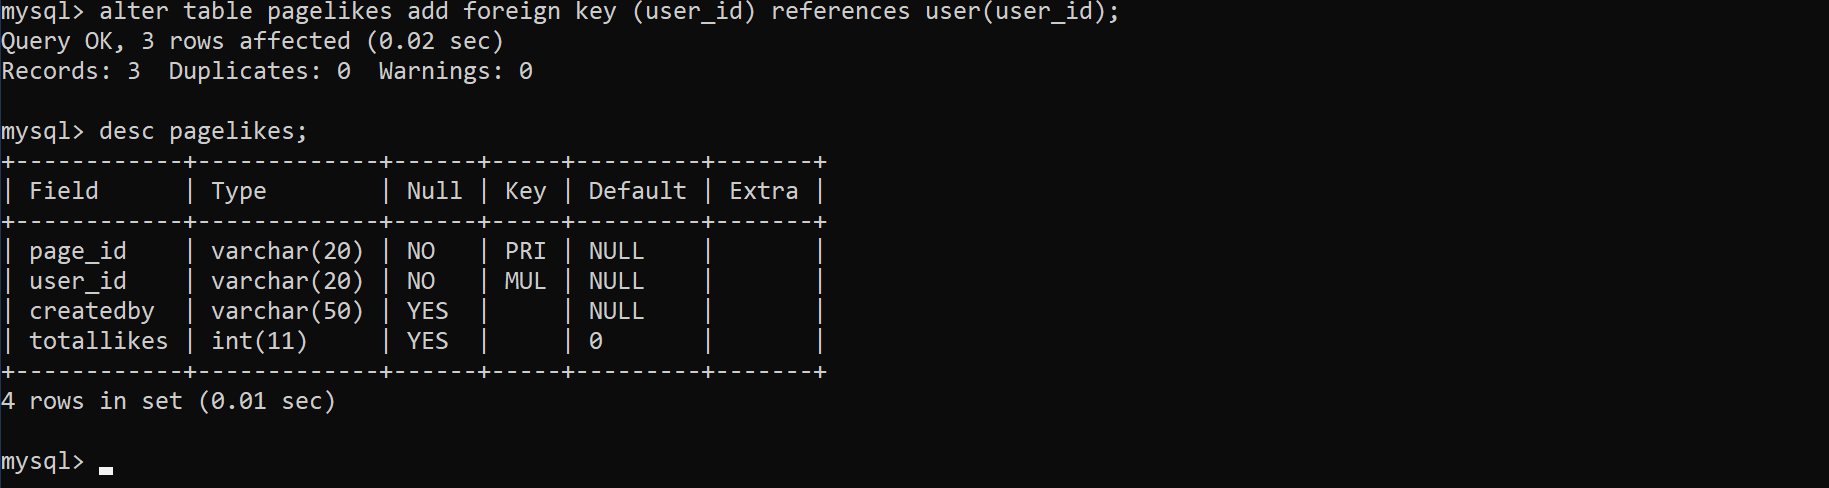 mysql> alter table pagelikes add foreign key (user_id) references user(user_id);
Query OK, 3 rows affected (0.02 sec)
Records: 3  Duplicates: 0  Warnings: 0

mysql> desc pagelikes;
+------------+-------------+------+-----+---------+-------+
| Field      | Type        | Null | Key | Default | Extra |
+------------+-------------+------+-----+---------+-------+
| page_id    | varchar(20) | NO   | PRI | NULL    |       |
| user_id    | varchar(20) | NO   | MUL | NULL    |       |
| createdby  | varchar(50) | YES  |     | NULL    |       |
| totallikes | int(11)     | YES  |     | 0       |       |
+------------+-------------+------+-----+---------+-------+
4 rows in set (0.01 sec)

mysql>